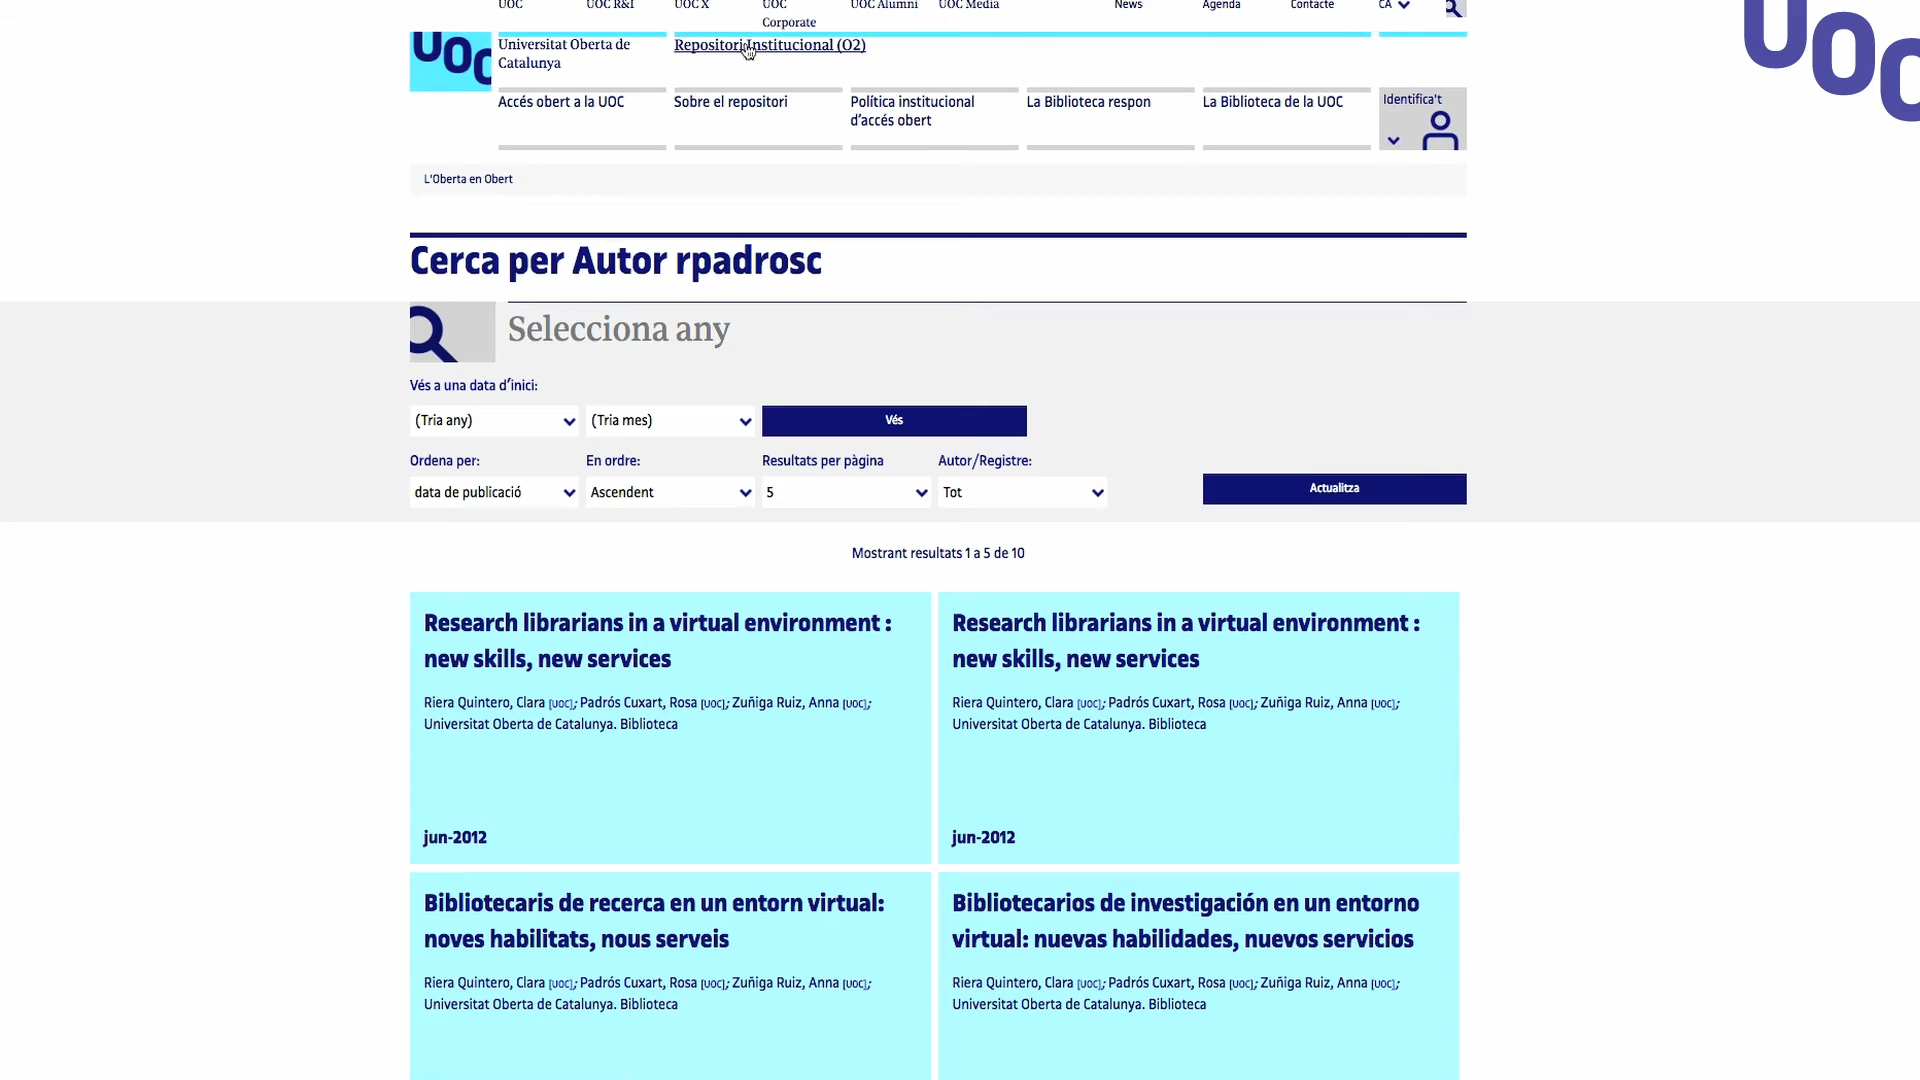 UOC UOC R&I UOC X UOC Corporate UOC Alumni UOC Media News Agenda Contacte CA
UOC
UOC
Universitat Oberta de
Catalunya
Repositori Institucional (O2)
Accés obert a la UOC
Sobre el repositori
Política institucional
d'accés obert
La Biblioteca respon
La Biblioteca de la UOC
Identifica't
L'Oberta en Obert
Cerca per Autor rpadrosc
Selecciona any
Vés a una data d'inici:
(Tria any) (Tria mes) Vés
Ordena per: En ordre: Resultats per pàgina Autor/Registre:
data de publicació Ascendent 5 Tot Actualitza
Mostrant resultats 1 a 5 de 10
Research librarians in a virtual environment :
new skills, new services
Riera Quintero, Clara [UOC]; Padrós Cuxart, Rosa [UOC]; Zuñiga Ruiz, Anna [UOC];
Universitat Oberta de Catalunya. Biblioteca
jun-2012
Research librarians in a virtual environment :
new skills, new services
Riera Quintero, Clara [UOC]; Padrós Cuxart, Rosa [UOC]; Zuñiga Ruiz, Anna [UOC];
Universitat Oberta de Catalunya. Biblioteca
jun-2012
Bibliotecaris de recerca en un entorn virtual:
noves habilitats, nous serveis
Riera Quintero, Clara [UOC]; Padrós Cuxart, Rosa [UOC]; Zuñiga Ruiz, Anna [UOC];
Universitat Oberta de Catalunya. Biblioteca
Bibliotecarios de investigación en un entorno
virtual: nuevas habilidades, nuevos servicios
Riera Quintero, Clara [UOC]; Padrós Cuxart, Rosa [UOC]; Zuñiga Ruiz, Anna [UOC];
Universitat Oberta de Catalunya. Biblioteca